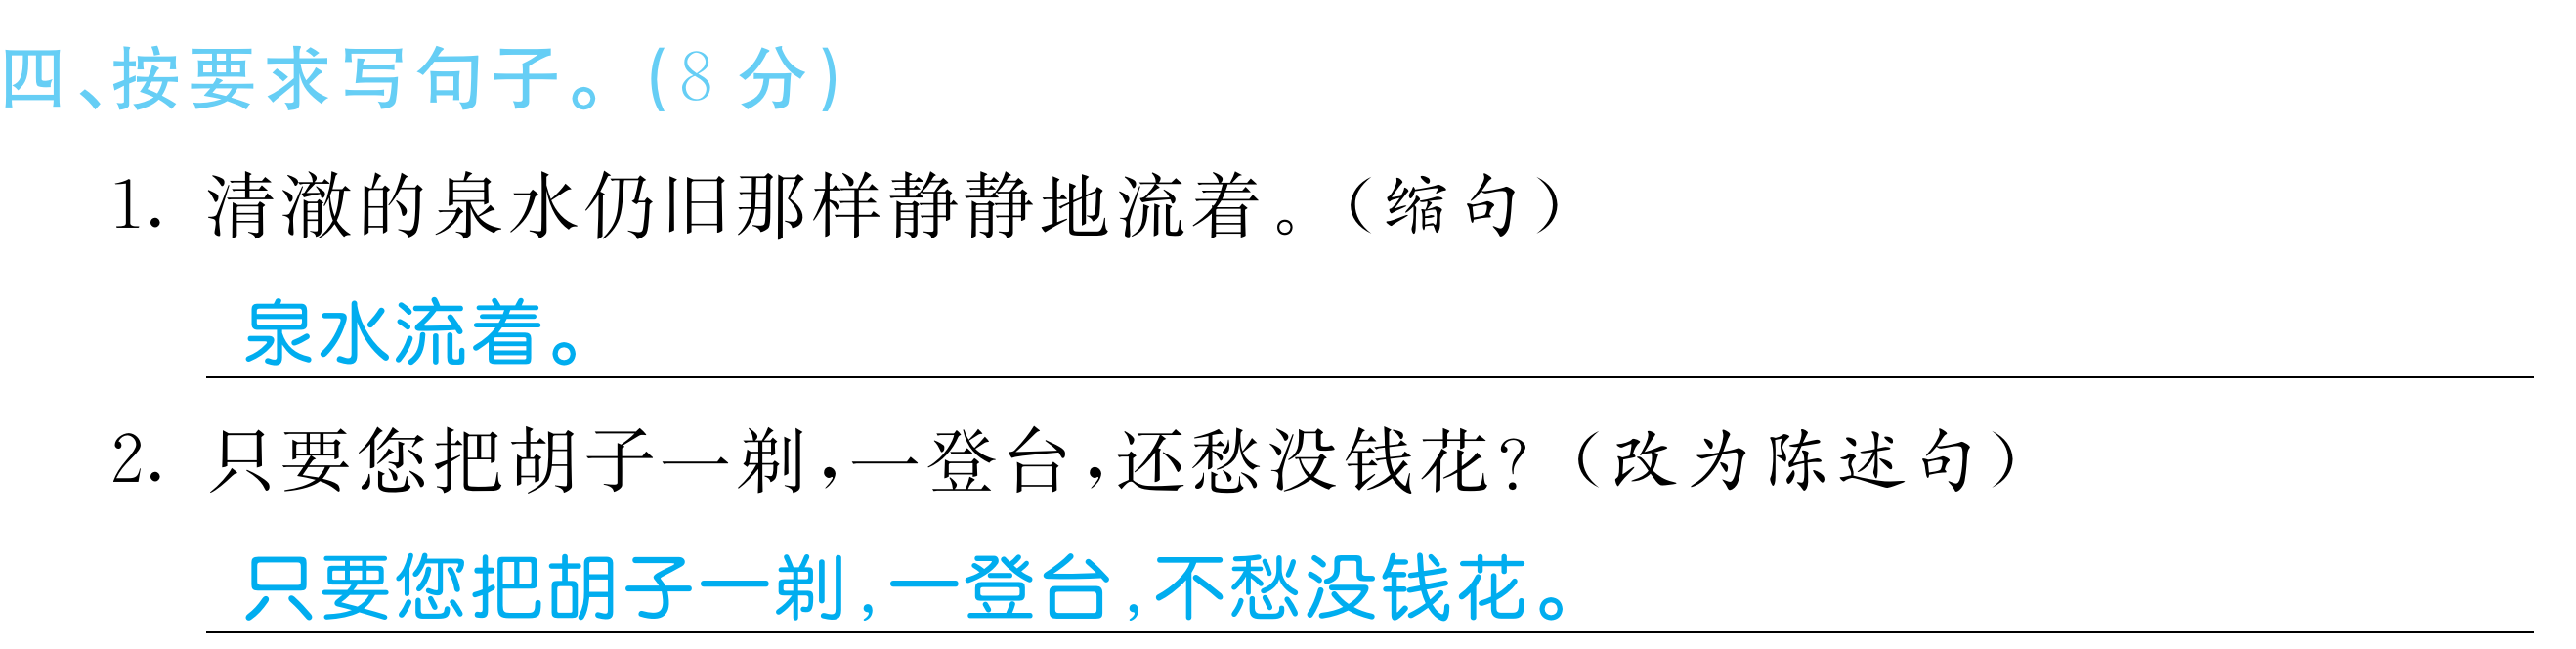 四、按要求写句子。(8 分)
1. 清澈的泉水仍旧那样静静地流着。(缩句)
泉水流着。
2. 只要您把胡子一剃,一登台,还愁没钱花?(改为陈述句)
只要您把胡子一剃,一登台,不愁没钱花。